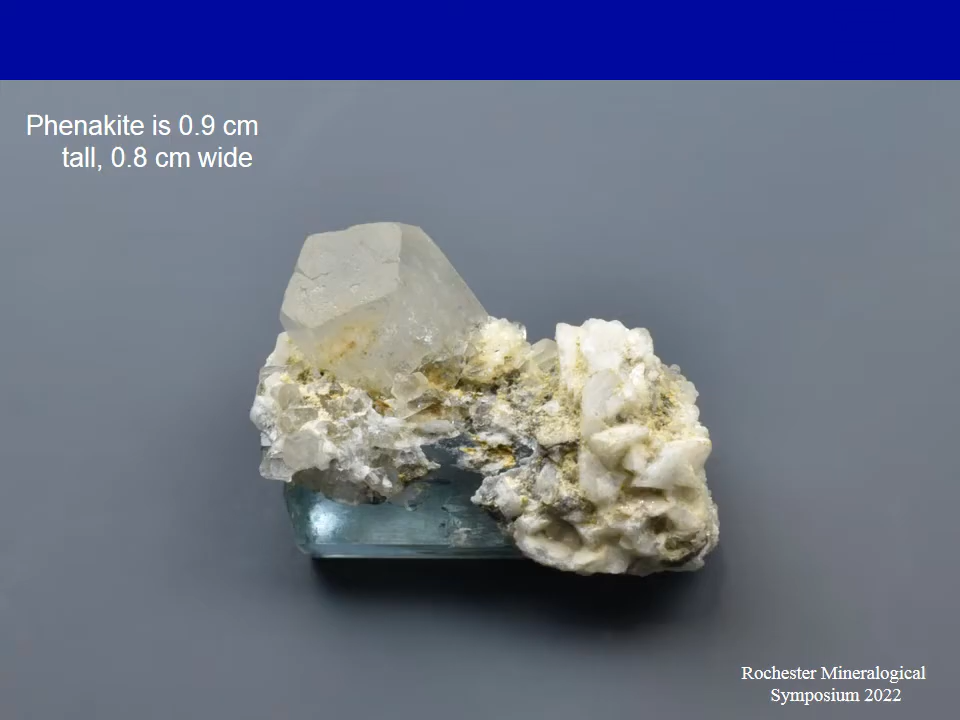 Phenakite is 0.9 cm
tall, 0.8 cm wide
Rochester Mineralogical
Symposium 2022